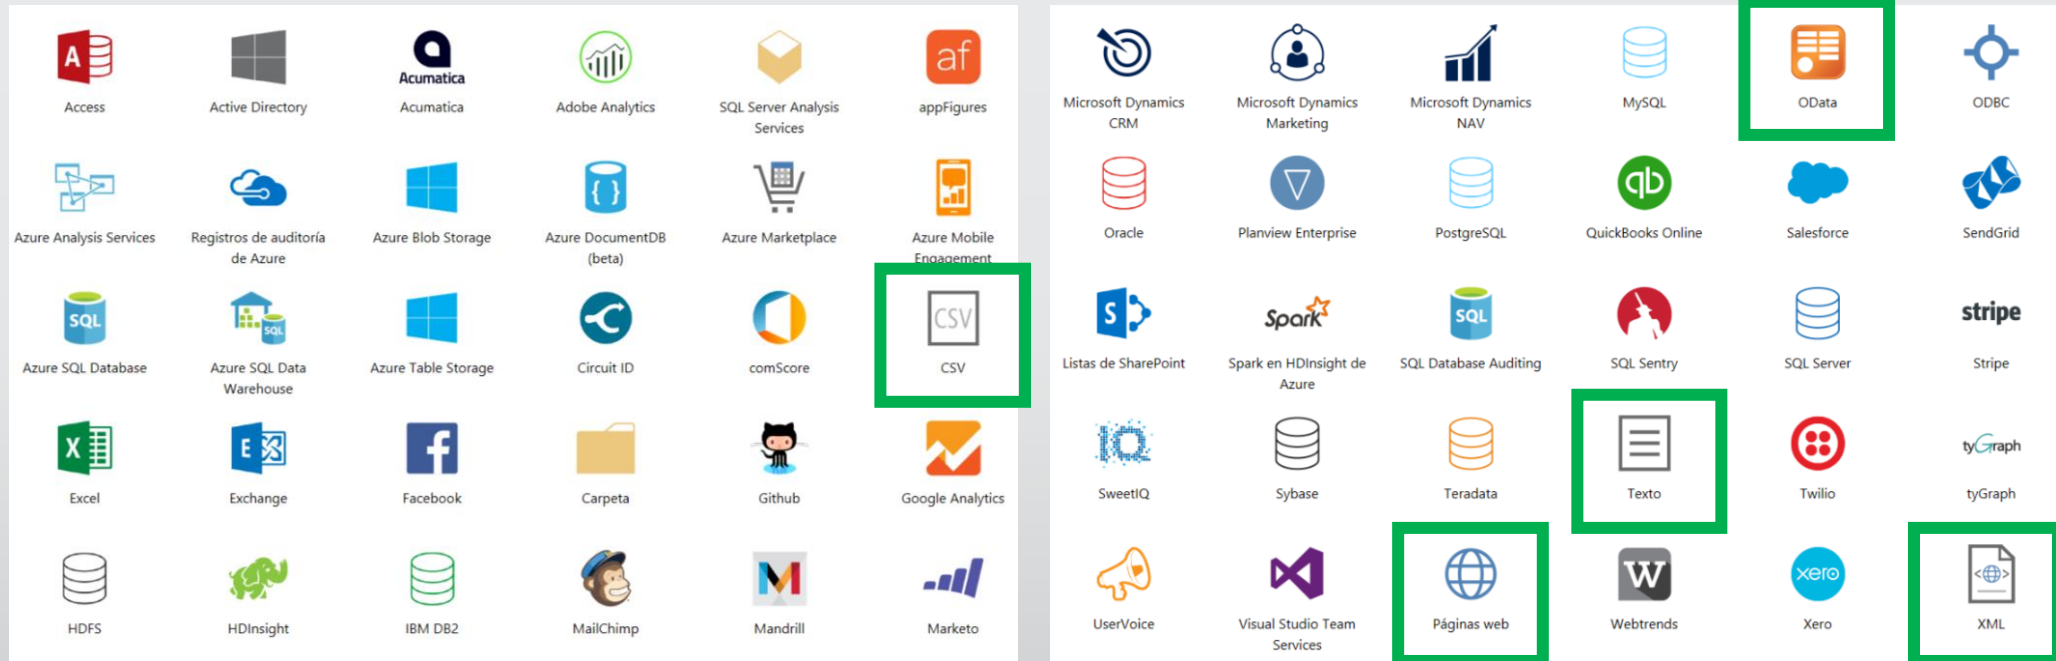 A
Access
Active Directory
Acumatica
Acumatica
Adobe Analytics
SQL Server Analysis
Services
af
appFigures
Azure Analysis Services
Registros de auditoría
de Azure
Azure Blob Storage
{ }
Azure DocumentDB
(beta)
Azure Marketplace
Azure Mobile
Engagement
SQL
Azure SQL Database
SQL
Azure SQL Data
Warehouse
Azure Table Storage
Circuit ID
comScore
CSV
CSV
X
Excel
E
Exchange
f
Facebook
Carpeta
Github
Google Analytics
HDFS
HDInsight
IBM DB2
MailChimp
M
Mandrill
Marketo
Microsoft Dynamics
CRM
Microsoft Dynamics
Marketing
Microsoft Dynamics
NAV
MySQL
OData
ODBC
Oracle
Planview Enterprise
PostgreSQL
qb
QuickBooks Online
Salesforce
SendGrid
S
Listas de SharePoint
Spark
Spark en HDInsight de
Azure
SQL
SQL Database Auditing
SQL Sentry
SQL Server
stripe
Stripe
IQ
SweetIQ
Sybase
Teradata
Texto
Twilio
tyGraph
tyGraph
UserVoice
Visual Studio Team
Services
Páginas web
W
Webtrends
xero
Xero
XML